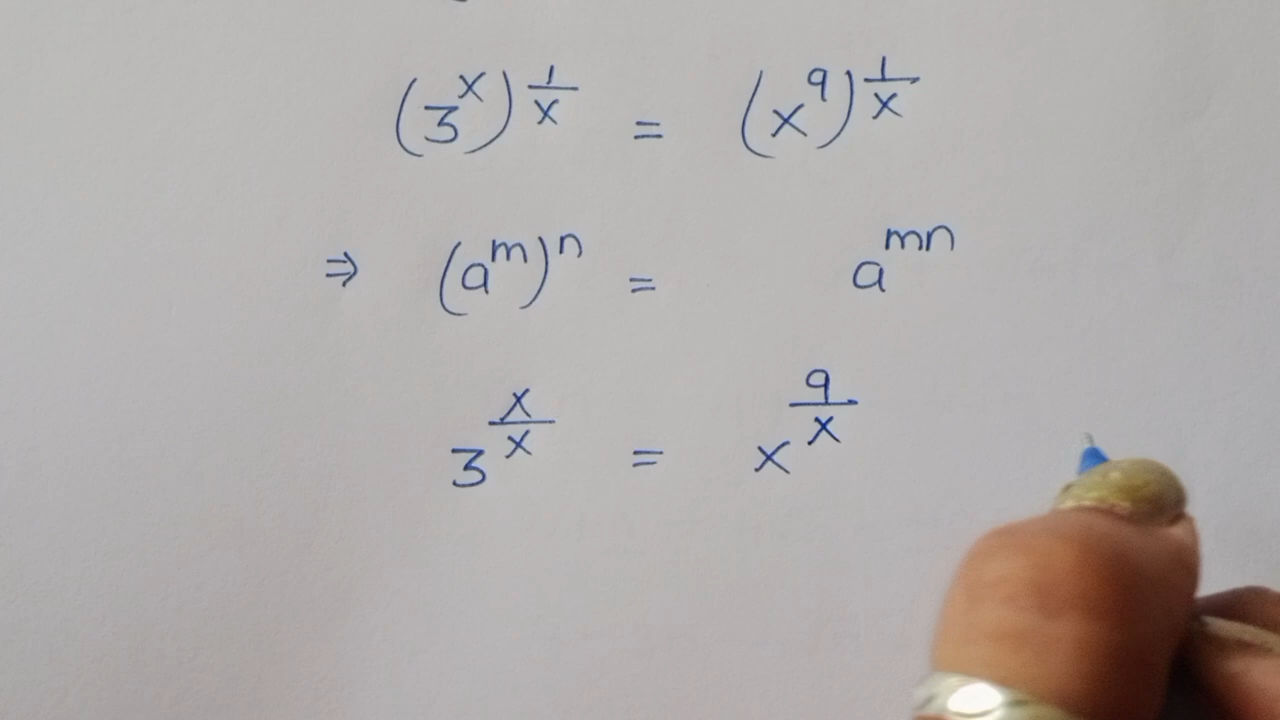 (3^x)^(1/x) = (x^9)^(1/x)
⇒ (a^m)^n = a^(mn)
3^(x/x) = x^(9/x)